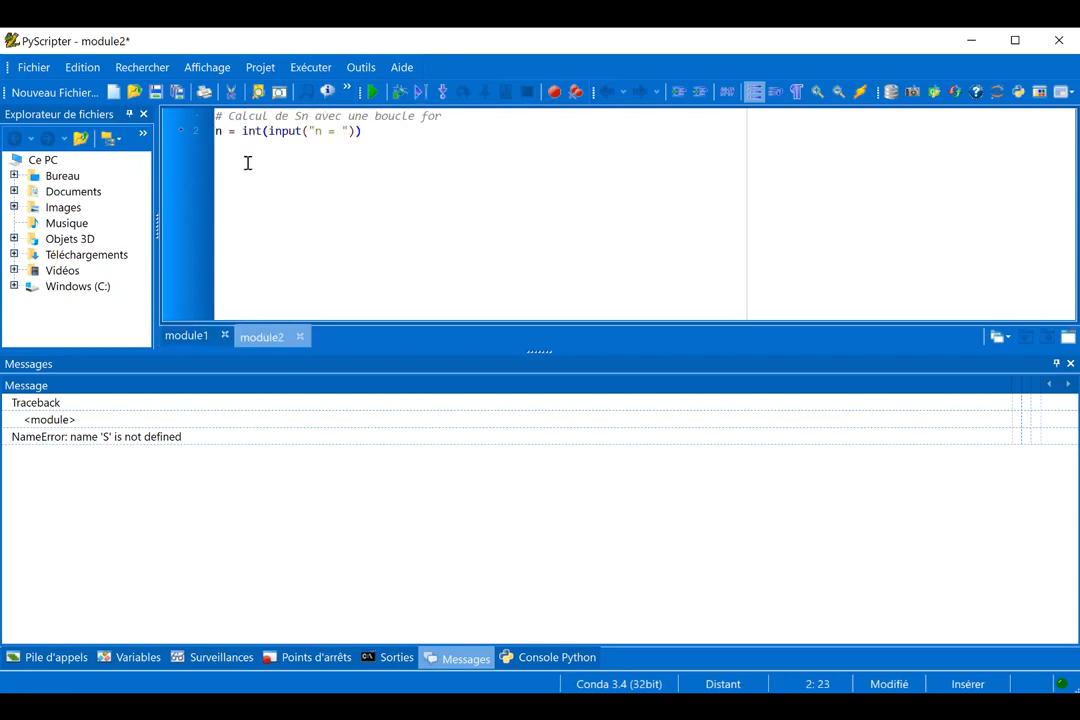 PyScripter - module2*
Fichier Edition Rechercher Affichage Projet Exécuter Outils Aide
Nouveau Fichier...
Explorateur de fichiers
Ce PC
Bureau
Documents
Images
Musique
Objets 3D
Téléchargements
Vidéos
Windows (C:)
# Calcul de Sn avec une boucle for
2 n = int(input("n = "))
module1 module2
Messages
Message
Traceback
<module>
NameError: name 'S' is not defined
Pile d'appels Variables Surveillances Points d'arrêts Sorties Messages Console Python
Conda 3.4 (32bit) Distant 2: 23 Modifié Insérer